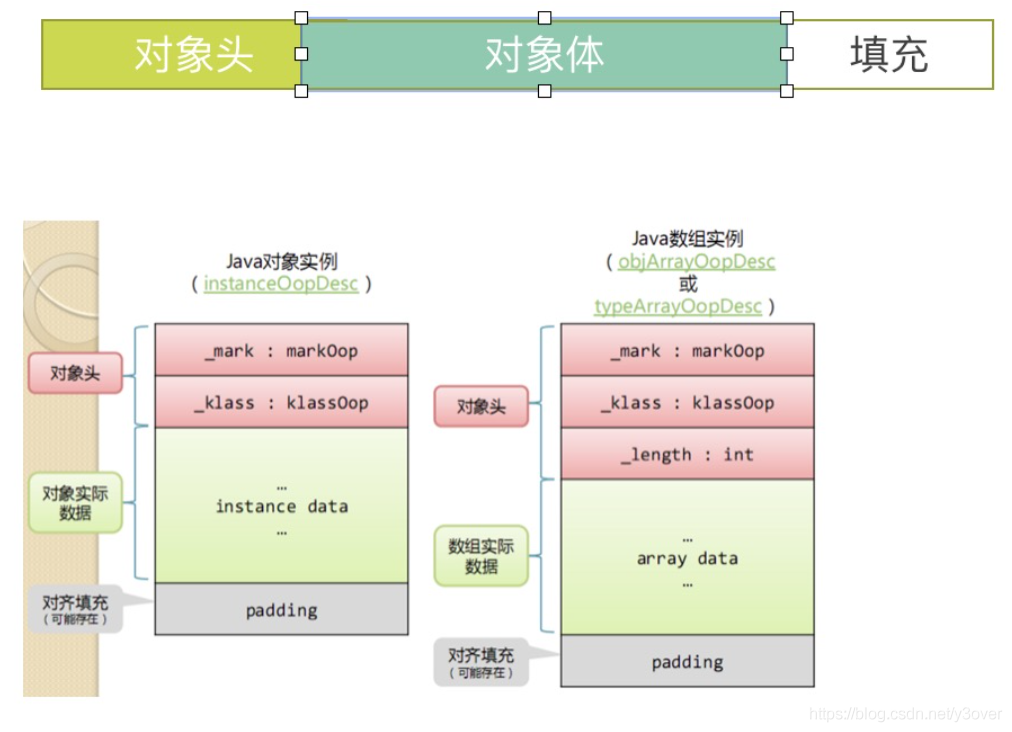 对象头
对象体
填充
Java对象实例
( instanceOopDesc )
对象头
_mark : markOop
_klass : klassOop
对象实际
数据
…
instance data
…
对齐填充
(可能存在)
padding
Java数组实例
( objArrayOopDesc
或
typeArrayOopDesc )
对象头
_mark : markOop
_klass : klassOop
_length : int
数组实际
数据
…
array data
…
对齐填充
(可能存在)
padding
https://blog.csdn.net/y3over